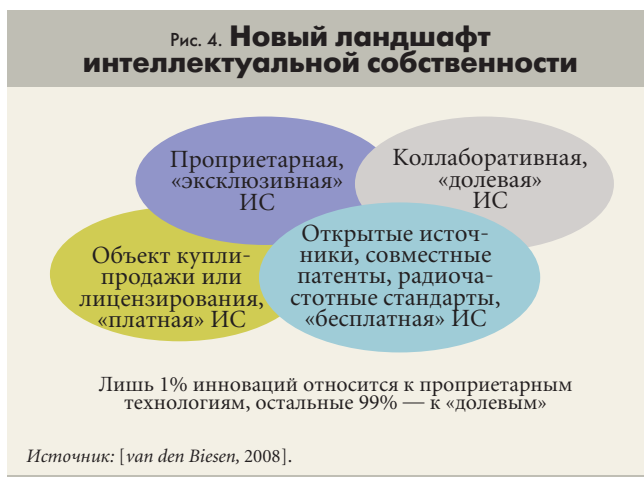 Рис. 4. Новый ландшафт
интеллектуальной собственности
Проприетарная,
«эксклюзивная»
ИС
Коллаборативная,
«долевая»
ИС
Объект купли-
продажи или
лицензирования,
«платная» ИС
Открытые источ-
ники, совместные
патенты, радиоча-
стотные стандарты,
«бесплатная» ИС
Лишь 1% инноваций относится к проприетарным
технологиям, остальные 99% — к «долевым»
Источник: [van den Biesen, 2008].